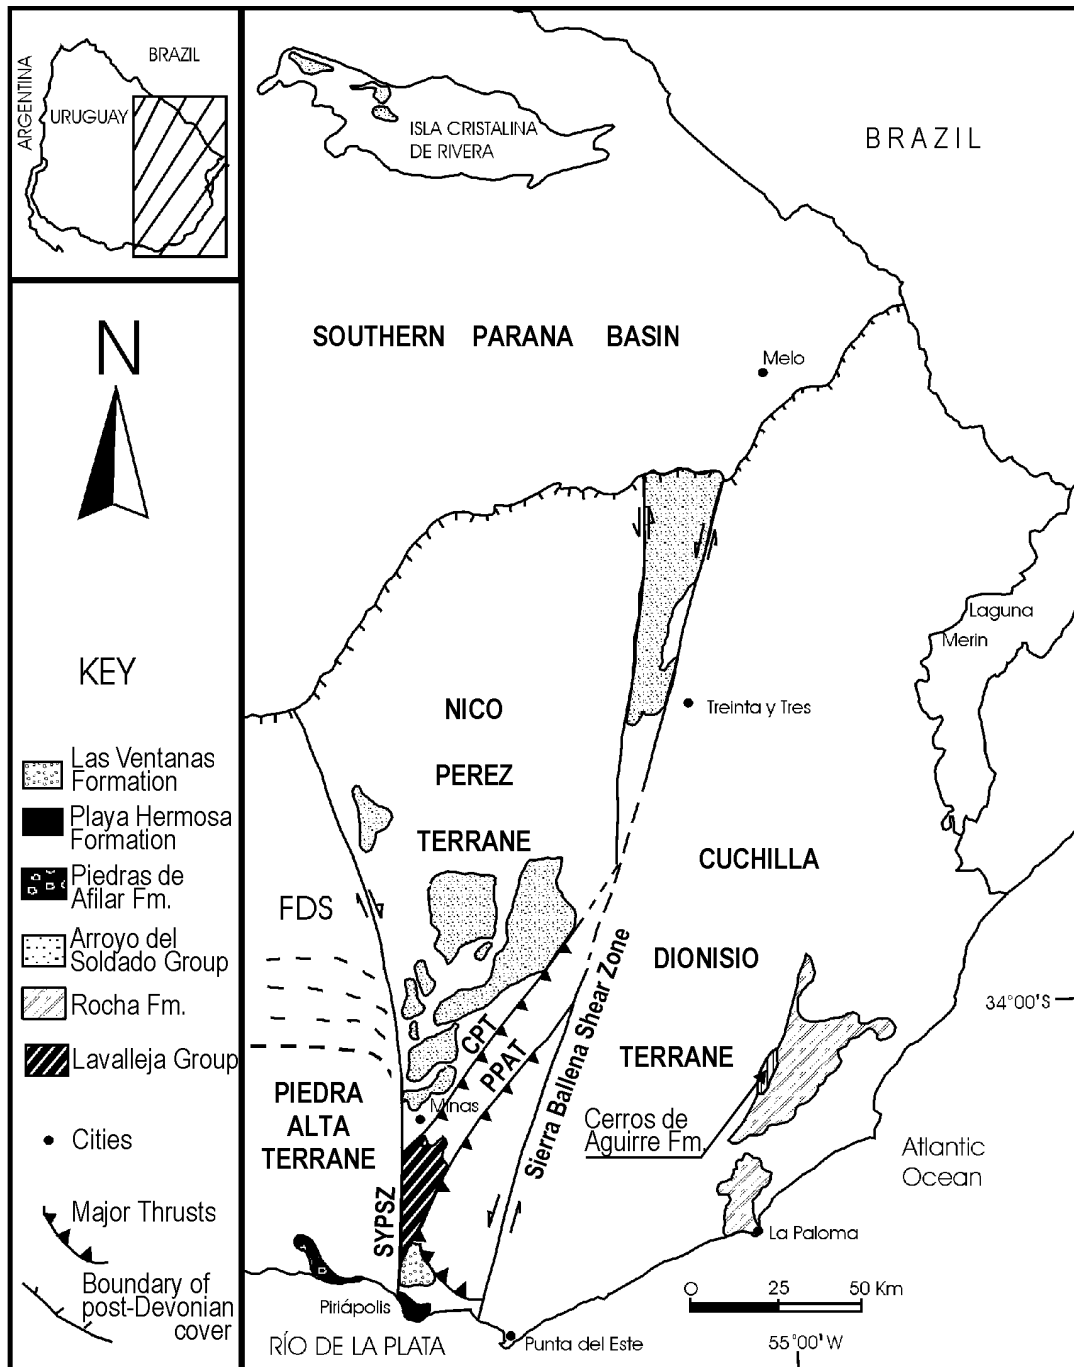 BRAZIL
ARGENTINA
URUGUAY
N
KEY
Las Ventanas
Formation
Playa Hermosa
Formation
Piedras de
Afilar Fm.
Arroyo del
Soldado Group
Rocha Fm.
Lavalleja Group
Cities
Major Thrusts
Boundary of
post-Devonian
cover
ISLA CRISTALINA
DE RIVERA
BRAZIL
SOUTHERN PARANA BASIN
Melo
Laguna
Merin
NICO
PEREZ
TERRANE
Treinta y Tres
CUCHILLA
DIONISIO
TERRANE
FDS
Sierra Ballena Shear Zone
34°00'S
CPT
PPAT
PIEDRA
ALTA
TERRANE
Minas
Cerros de
Aguirre Fm.
Atlantic
Ocean
SYPSZ
La Paloma
0 25 50 Km
Piriápolis
RÍO DE LA PLATA
Punta del Este
55°00'W